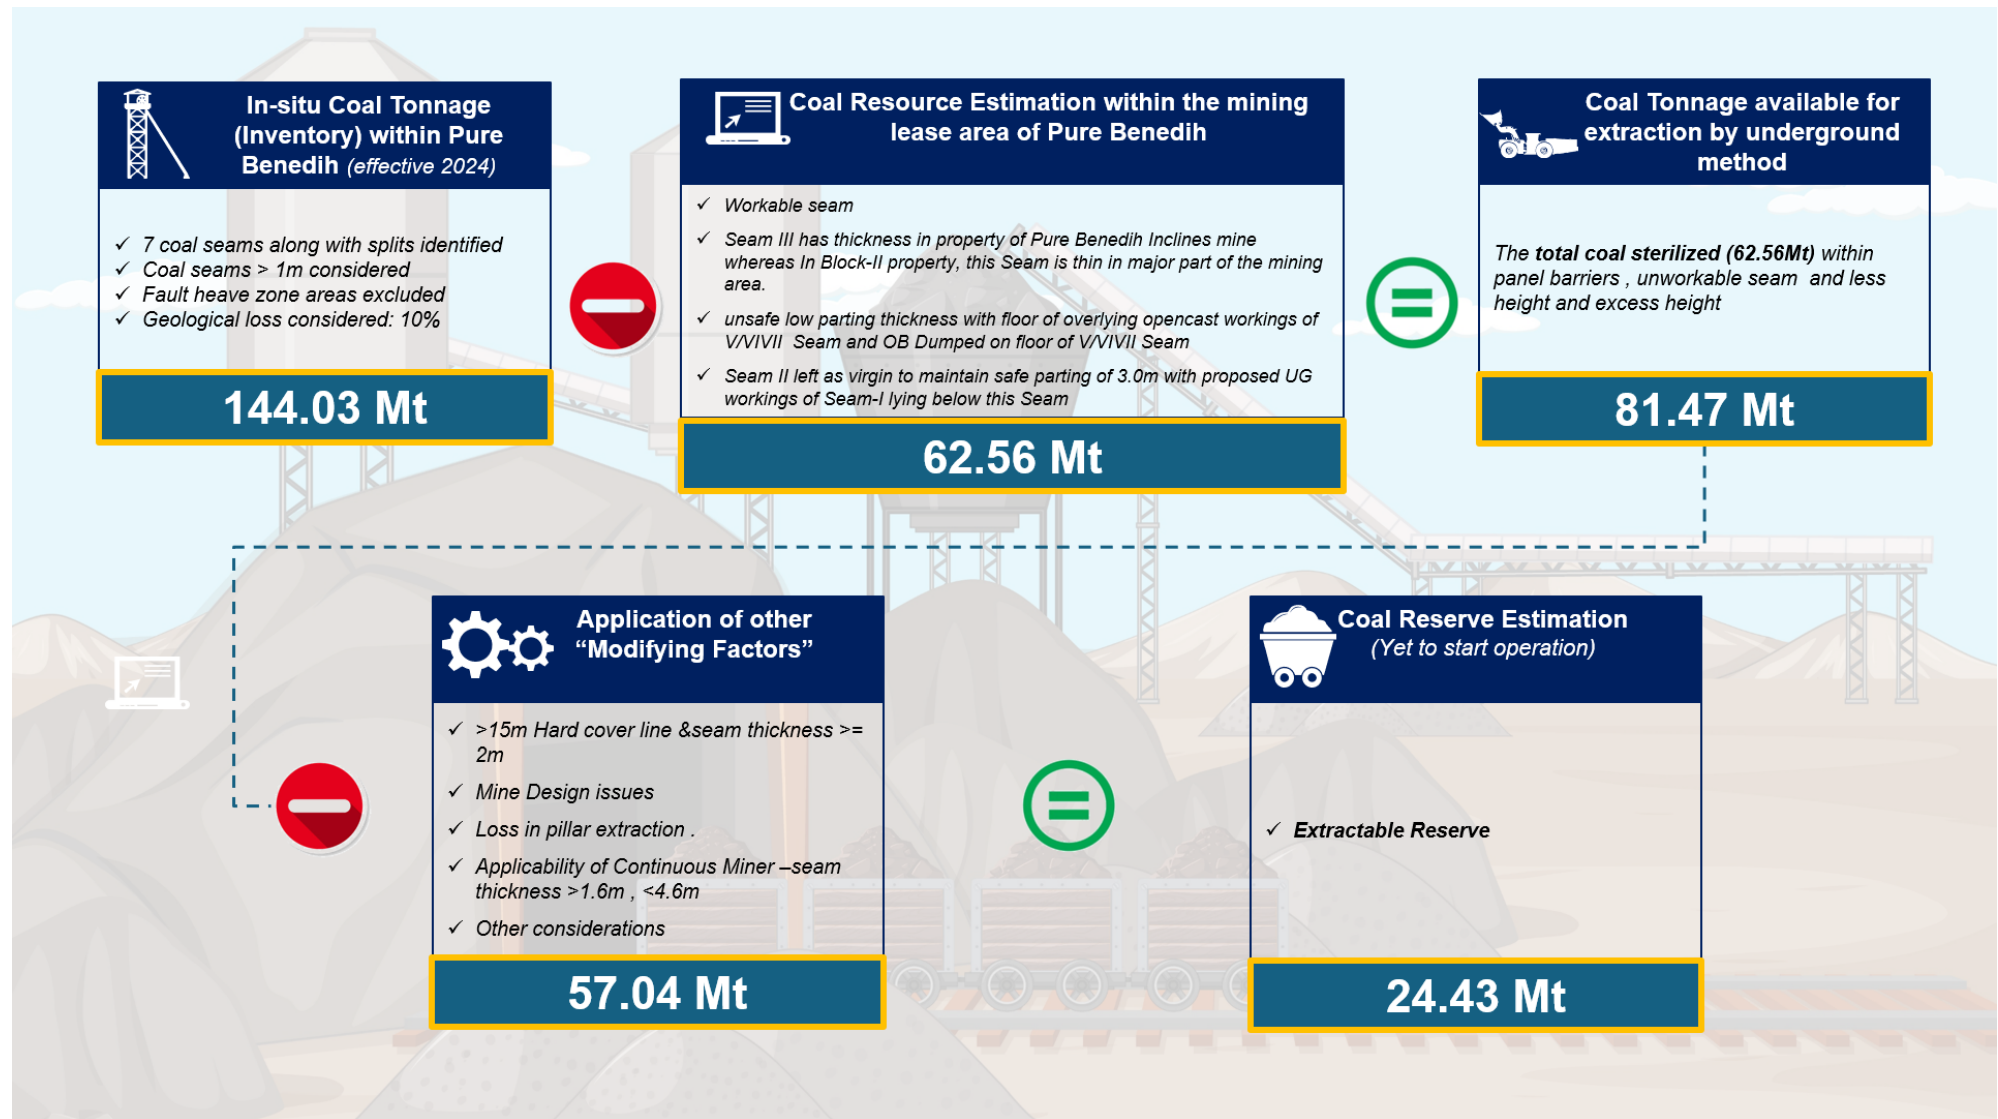 In-situ Coal Tonnage
(Inventory) within Pure
Benedih (effective 2024)
✓ 7 coal seams along with splits identified
✓ Coal seams > 1m considered
✓ Fault heave zone areas excluded
✓ Geological loss considered: 10%
144.03 Mt
Coal Resource Estimation within the mining
lease area of Pure Benedih
✓ Workable seam
✓ Seam III has thickness in property of Pure Benedih Inclines mine
whereas In Block-II property, this Seam is thin in major part of the mining
area.
✓ unsafe low parting thickness with floor of overlying opencast workings of
V/VIVII Seam and OB Dumped on floor of V/VIVII Seam
✓ Seam II left as virgin to maintain safe parting of 3.0m with proposed UG
workings of Seam-I lying below this Seam
62.56 Mt
Coal Tonnage available for
extraction by underground
method
The total coal sterilized (62.56Mt) within
panel barriers , unworkable seam and less
height and excess height
81.47 Mt
Application of other
“Modifying Factors”
✓ >15m Hard cover line &seam thickness >=
2m
✓ Mine Design issues
✓ Loss in pillar extraction .
✓ Applicability of Continuous Miner –seam
thickness >1.6m , <4.6m
✓ Other considerations
57.04 Mt
Coal Reserve Estimation
(Yet to start operation)
✓ Extractable Reserve
24.43 Mt